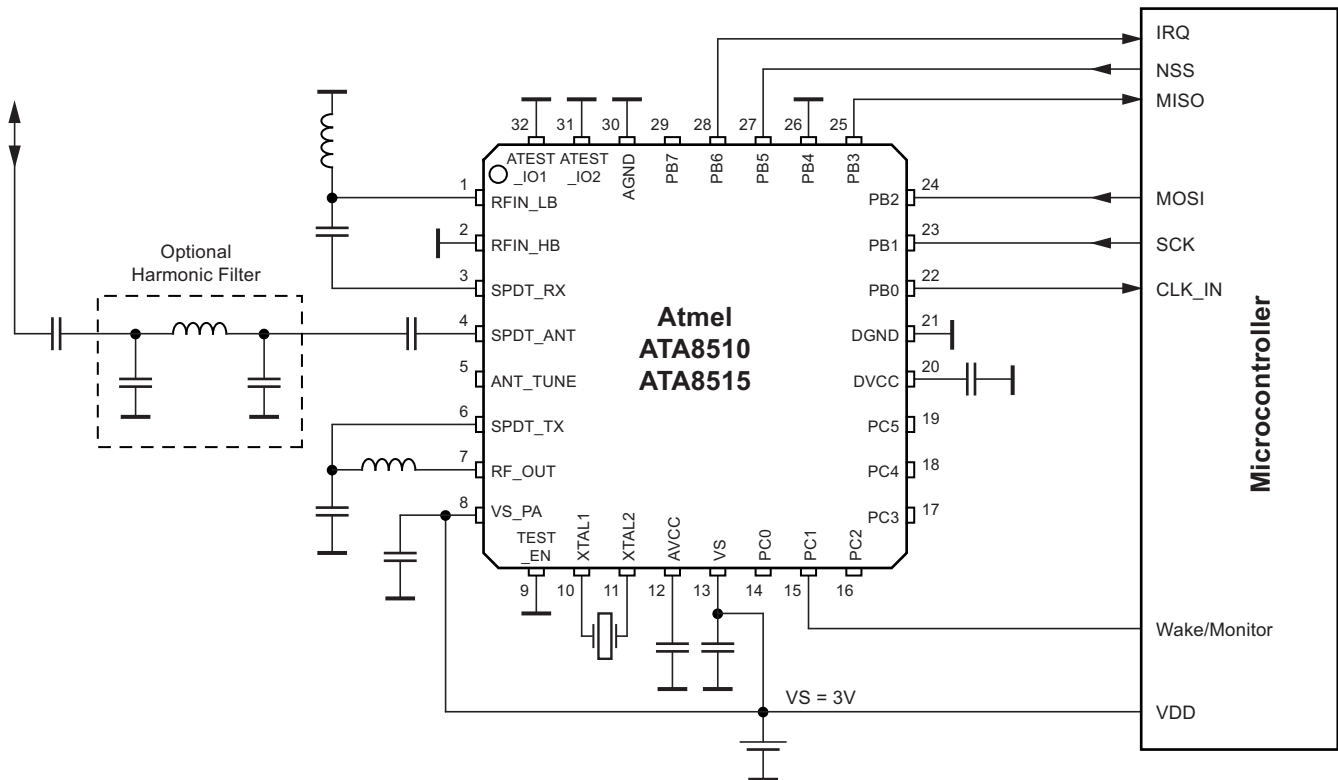 IRQ
NSS
MISO
32
31
30
29
28
27
26
25
ATEST
_IO1
ATEST
_IO2
AGND
PB7
PB6
PB5
PB4
PB3
1
RFIN_LB
24
PB2
MOSI
2
RFIN_HB
23
PB1
SCK
Optional
Harmonic Filter
3
SPDT_RX
22
PB0
CLK_IN
4
SPDT_ANT
Atmel
ATA8510
ATA8515
21
DGND
5
ANT_TUNE
20
DVCC
6
SPDT_TX
19
PC5
7
RF_OUT
18
PC4
8
VS_PA
17
PC3
Microcontroller
TEST
_EN
XTAL1
XTAL2
AVCC
VS
PC0
PC1
PC2
9
10
11
12
13
14
15
16
Wake/Monitor
VS = 3V
VDD